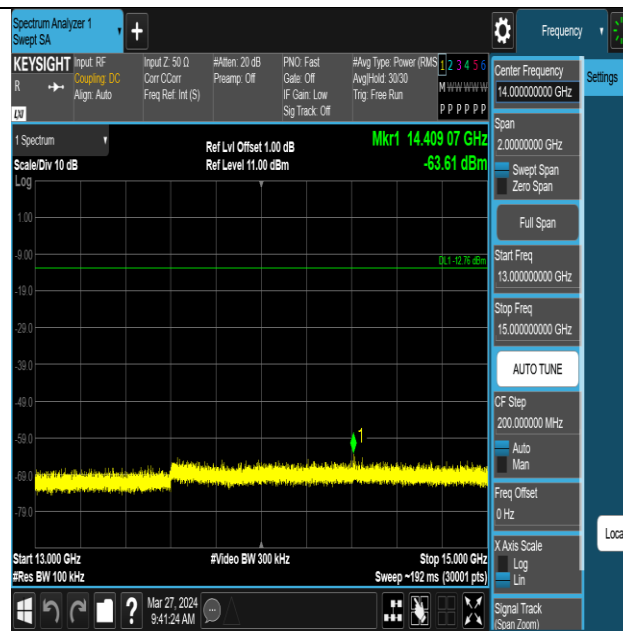 Spectrum Analyzer 1
Swept SA
Frequency
KEYSIGHT
R
LXI
Input: RF
Coupling: DC
Align: Auto
Input Z: 50 Ω
Corr CCorr
Freq Ref: Int (S)
#Atten: 20 dB
Preamp: Off
PNO: Fast
Gate: Off
IF Gain: Low
Sig Track: Off
#Avg Type: Power (RMS
Avg|Hold: 30/30
Trig: Free Run
1 2 3 4 5 6
M W W W W W
P P P P P P
1 Spectrum
Scale/Div 10 dB
Log
Ref Lvl Offset 1.00 dB
Ref Level 11.00 dBm
Mkr1 14.409 07 GHz
-63.61 dBm
1.00
-9.00
DL1 -12.76 dBm
-19.0
-29.0
-39.0
-49.0
-59.0
1
-69.0
-79.0
Start 13.000 GHz
#Res BW 100 kHz
#Video BW 300 kHz
Stop 15.000 GHz
Sweep ~192 ms (30001 pts)
?
Mar 27, 2024
9:41:24 AM
Center Frequency
14.000000000 GHz
Settings
Span
2.00000000 GHz
Swept Span
Zero Span
Full Span
Start Freq
13.000000000 GHz
Stop Freq
15.000000000 GHz
AUTO TUNE
CF Step
200.000000 MHz
Auto
Man
Freq Offset
0 Hz
X Axis Scale
Log
Lin
Loca
Signal Track
(Span Zoom)